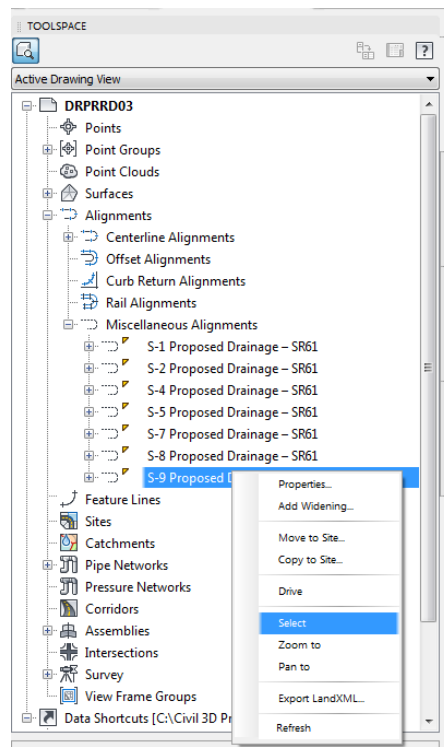 TOOLSPACE
?
Active Drawing View
DRPRRD03
Points
Point Groups
Point Clouds
Surfaces
Alignments
Centerline Alignments
Offset Alignments
Curb Return Alignments
Rail Alignments
Miscellaneous Alignments
S-1 Proposed Drainage – SR61
S-2 Proposed Drainage – SR61
S-4 Proposed Drainage – SR61
S-5 Proposed Drainage – SR61
S-7 Proposed Drainage – SR61
S-8 Proposed Drainage – SR61
S-9 Proposed D
Properties...
Add Widening...
Move to Site...
Copy to Site...
Drive
Select
Zoom to
Pan to
Export LandXML...
Refresh
Feature Lines
Sites
Catchments
Pipe Networks
Pressure Networks
Corridors
Assemblies
Intersections
Survey
View Frame Groups
Data Shortcuts [C:\Civil 3D Pr